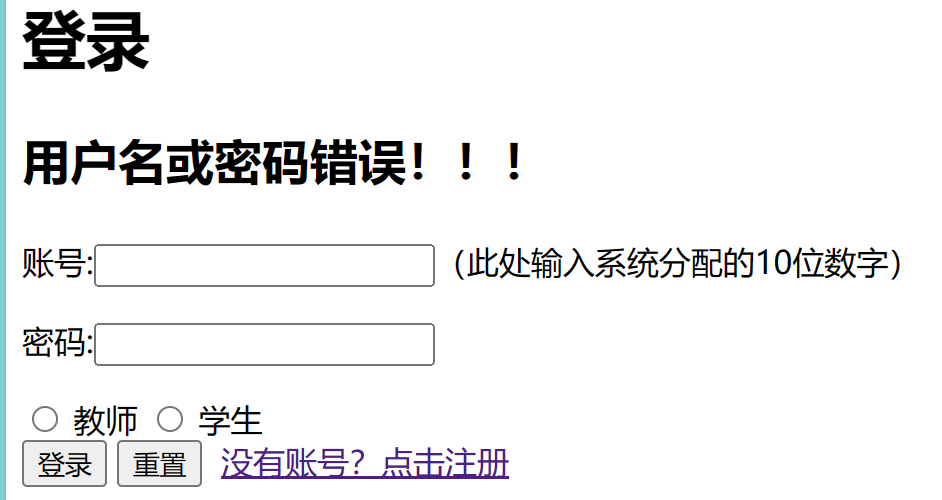 登录
用户名或密码错误！！！
账号:（此处输入系统分配的10位数字）
密码:
教师 学生
登录 重置 没有账号？点击注册